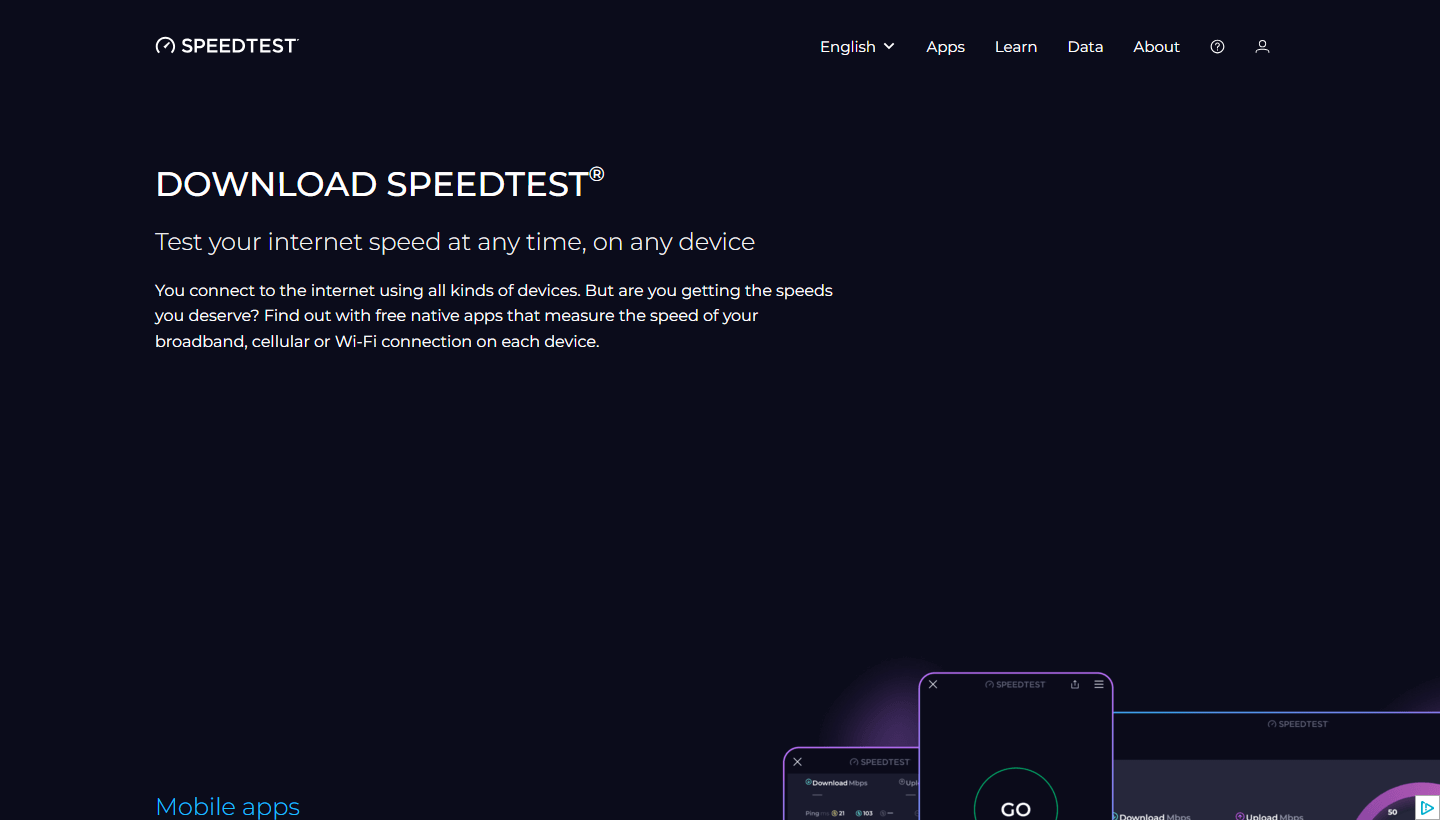 SPEEDTEST
English Apps Learn Data About
DOWNLOAD SPEEDTEST®
Test your internet speed at any time, on any device
You connect to the internet using all kinds of devices. But are you getting the speeds
you deserve? Find out with free native apps that measure the speed of your
broadband, cellular or Wi-Fi connection on each device.
SPEEDTEST
SPEEDTEST
SPEEDTEST
Download Mbps
Ping 21 103
GO
Download Mbps Upload Mbps
50
Mobile apps